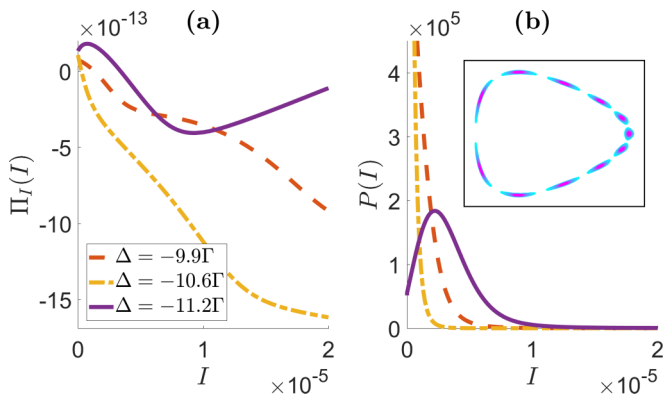 ×10⁻¹³
(a)
0
-5
-10
-15
Π_I(I)
Δ = −9.9Γ
Δ = −10.6Γ
Δ = −11.2Γ
0
1
2
I
×10⁻⁵
×10⁵
(b)
4
3
2
1
0
P(I)
0
1
2
I
×10⁻⁵